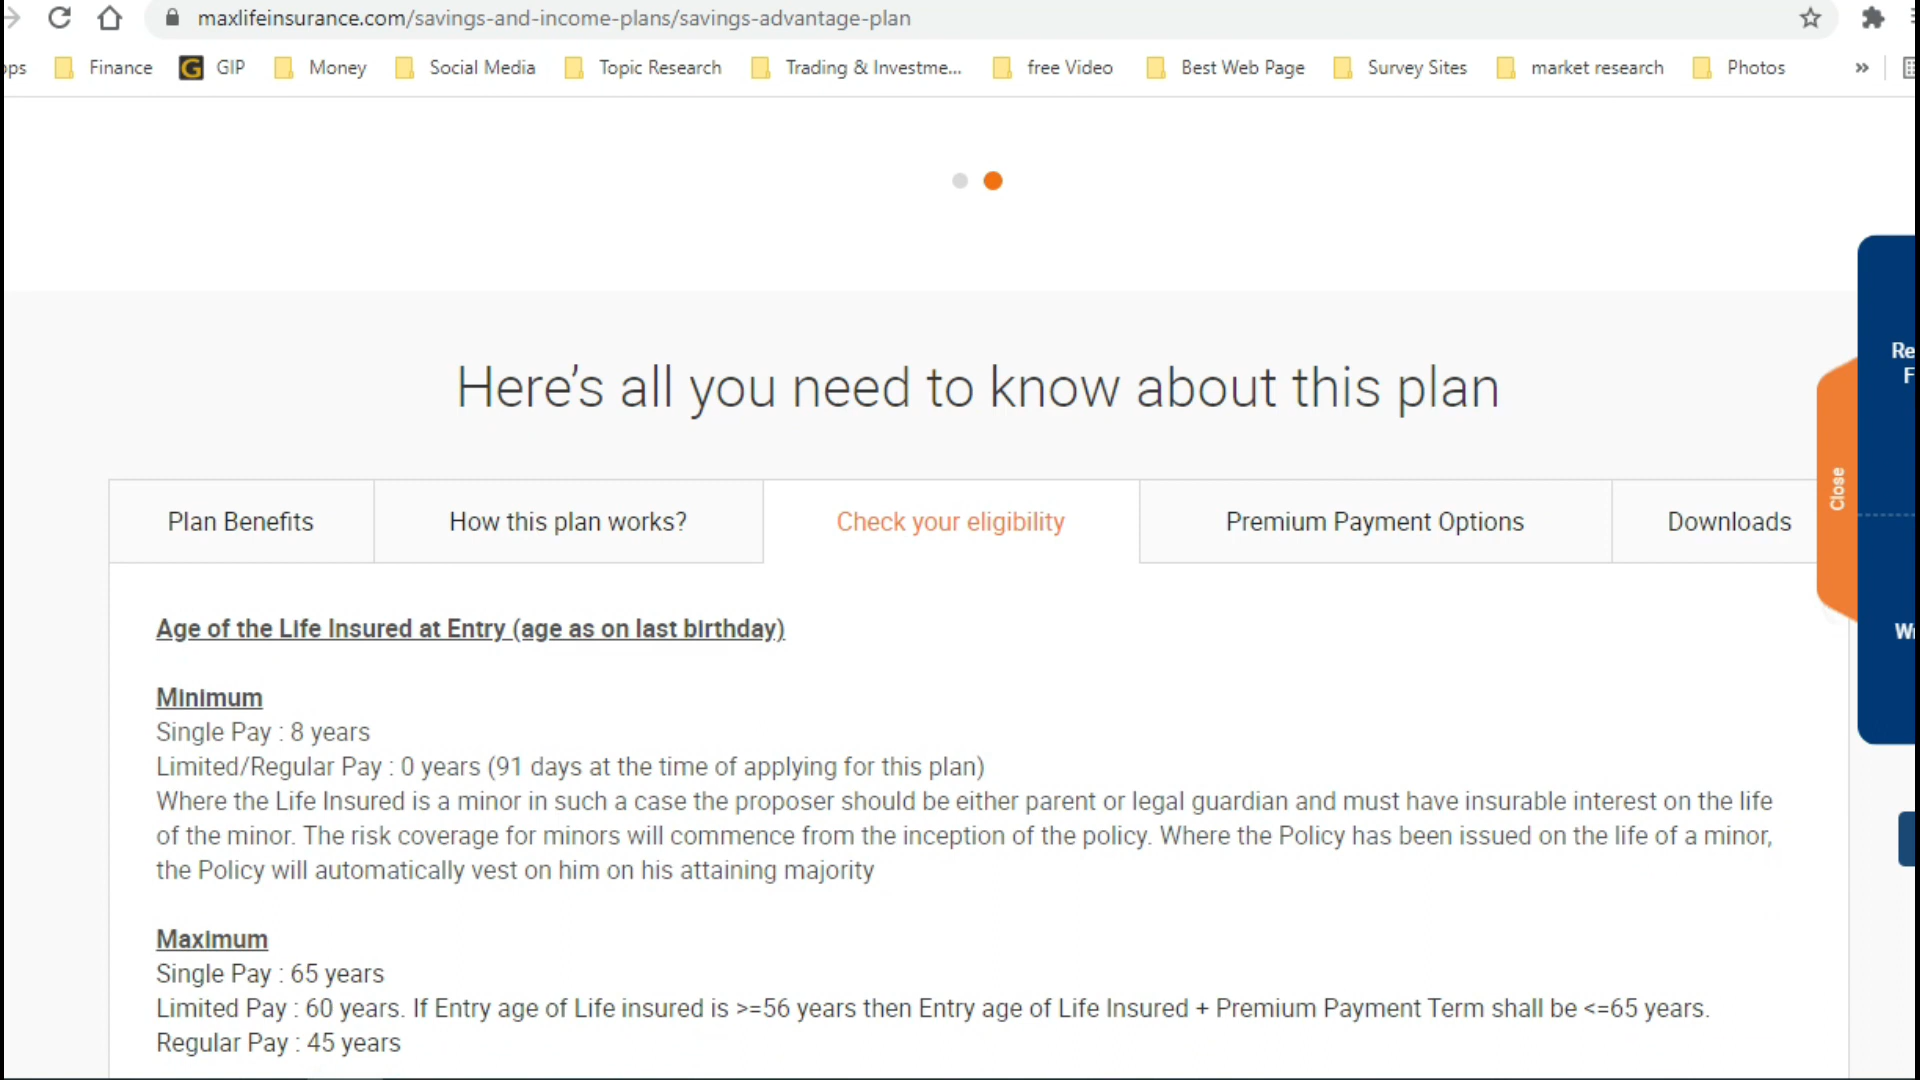 maxlifeinsurance.com/savings-and-income-plans/savings-advantage-plan
Finance GIP Money Social Media Topic Research Trading & Investme... free Video Best Web Page Survey Sites market research Photos »
Here's all you need to know about this plan
Plan Benefits How this plan works? Check your eligibility Premium Payment Options Downloads
Close
Age of the Life Insured at Entry (age as on last birthday)
Minimum
Single Pay : 8 years
Limited/Regular Pay : 0 years (91 days at the time of applying for this plan)
Where the Life Insured is a minor in such a case the proposer should be either parent or legal guardian and must have insurable interest on the life
of the minor. The risk coverage for minors will commence from the inception of the policy. Where the Policy has been issued on the life of a minor,
the Policy will automatically vest on him on his attaining majority
Maximum
Single Pay : 65 years
Limited Pay : 60 years. If Entry age of Life insured is >=56 years then Entry age of Life Insured + Premium Payment Term shall be <=65 years.
Regular Pay : 45 years